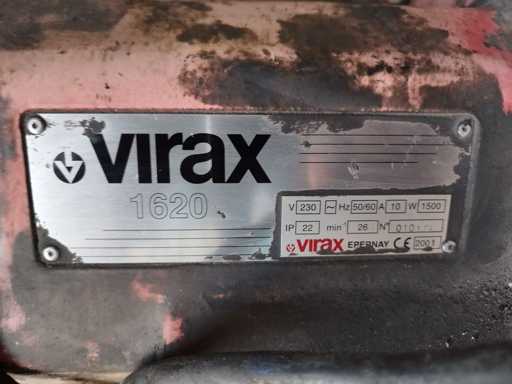 virax
1620
V 230 ~ Hz 50/60 A 10 W 1500
IP 22 min⁻¹ 26 N°
virax EPERNAY CE 2001